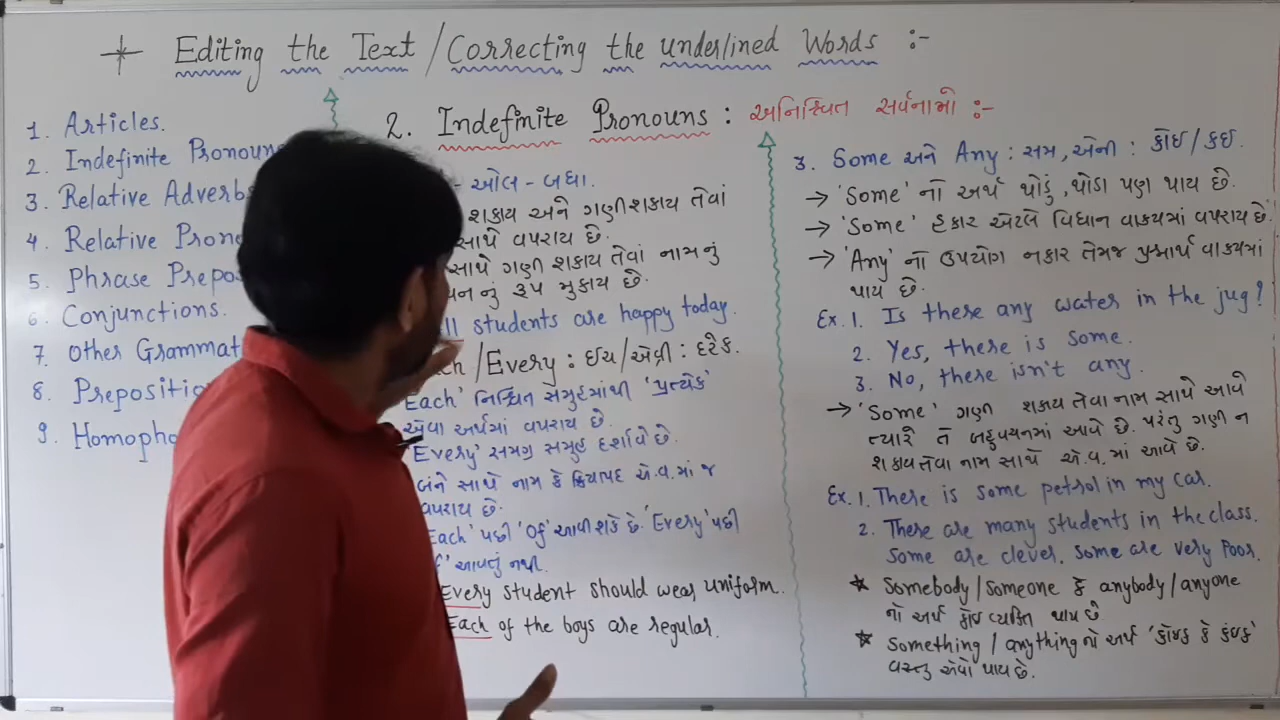 Editing the Text / Correcting the underlined Words :-
1. Articles.
2. Indefinite Pronoun
3. Relative Adverbs
4. Relative Prono
5. Phrase Prepos
6. Conjunctions.
7. Other Grammat
8. Prepositio
9. Homopho
2. Indefinite Pronouns : અનિશ્ચિત સર્વનામો :-
- ઓલ - બધા.
શકાય અને ગણી શકાય તેવાં
સાથે વપરાય છે.
સાથે ગણી શકાય તેવાં નામનું
નનું રૂપ મુકાય છે.
ll students are happy today.
ch / Every : ઈચ / એવ્રી : દરેક.
Each' નિશ્ચિત સમુહમાંથી 'પ્રત્યેક'
એવા અર્થમાં વપરાય છે.
'Every' સમગ્ર સમુહ દર્શાવે છે.
બંને સાથે નામ કે ક્રિયાપદ એ.વ.માં જ
વપરાય છે.
Each' પછી 'of' આવી શકે છે. 'Every' પછી
' આવતું નથી.
Every student should wear uniform.
Each of the boys are regular.
3. Some અને Any : સમ, એની : કોઈ / કઈ.
→ 'Some' નો અર્થ થોડું, થોડા પણ થાય છે.
→ 'Some' હકાર એટલે વિધાન વાક્યમાં વપરાય છે.
→ 'Any' નો ઉપયોગ નકાર તેમજ પ્રશ્નાર્થ વાક્યમાં
થાય છે.
Ex. 1. Is there any water in the jug?
2. Yes, there is some.
3. No, there isn't any.
→ 'Some' ગણી શકાય તેવા નામ સાથે આવે
ત્યારે તે બહુવચનમાં આવે છે. પરંતુ ગણી ન
શકાય તેવા નામ સાથે એ.વ.માં આવે છે.
Ex. 1. There is some petrol in my car.
2. There are many students in the class.
Some are clever. Some are very Poor.
★ Somebody / Someone કે anybody / anyone
નો અર્થ કોઈ વ્યક્તિ થાય છે
★ Something / anything નો અર્થ 'કોઈક કે કંઈક'
વસ્તુ એવો થાય છે.